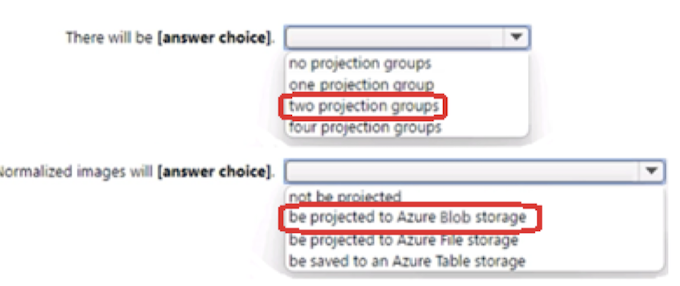 There will be [answer choice].
no projection groups
one projection group
two projection groups
four projection groups
Normalized images will [answer choice].
not be projected
be projected to Azure Blob storage
be projected to Azure File storage
be saved to an Azure Table storage